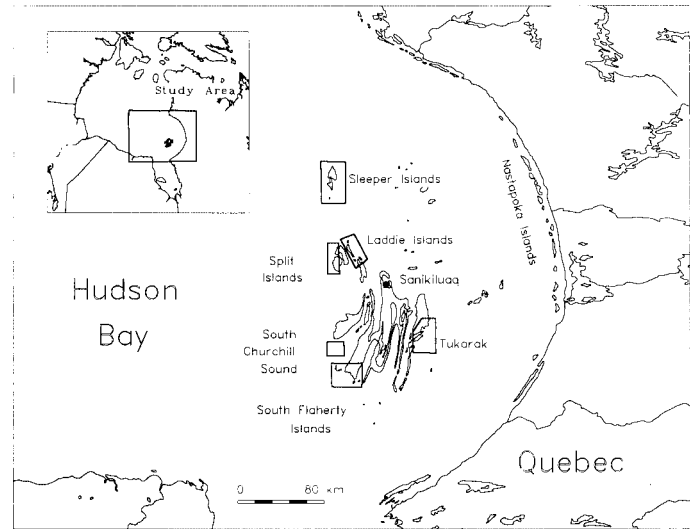 Study Area
Sleeper Islands
Nastapoka Islands
Laddie Islands
Split
Islands
Sanikiluaq
Hudson
Bay
South
Churchill
Sound
Tukarak
South Flaherty
Islands
Quebec
0 80 km